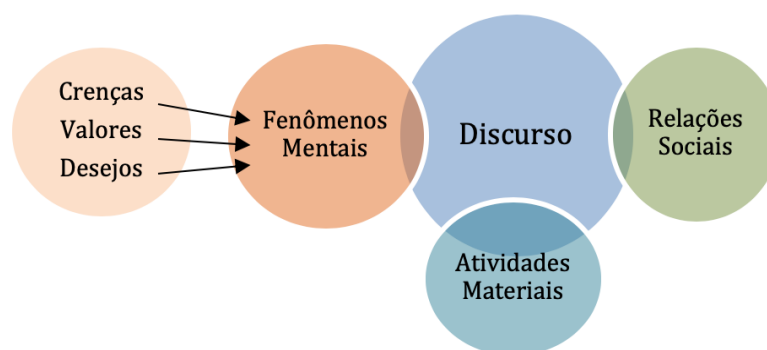 Crenças
Valores
Desejos
Fenômenos
Mentais
Discurso
Relações
Sociais
Atividades
Materiais